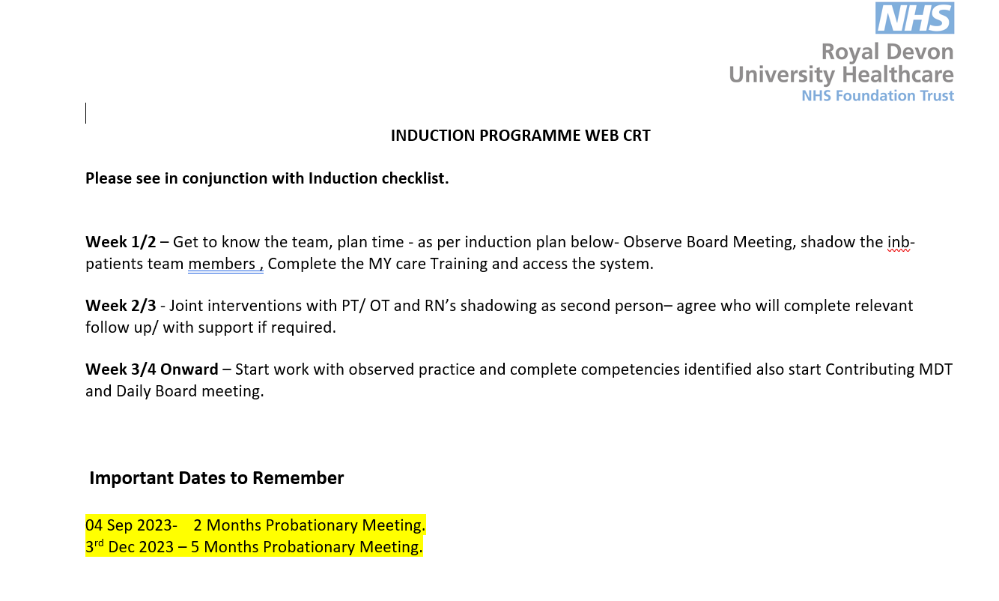 NHS
Royal Devon
University Healthcare
NHS Foundation Trust
INDUCTION PROGRAMME WEB CRT
Please see in conjunction with Induction checklist.
Week 1/2 – Get to know the team, plan time - as per induction plan below- Observe Board Meeting, shadow the inb-
patients team members , Complete the MY care Training and access the system.
Week 2/3 - Joint interventions with PT/ OT and RN’s shadowing as second person– agree who will complete relevant
follow up/ with support if required.
Week 3/4 Onward – Start work with observed practice and complete competencies identified also start Contributing MDT
and Daily Board meeting.
Important Dates to Remember
04 Sep 2023- 2 Months Probationary Meeting.
3rd Dec 2023 – 5 Months Probationary Meeting.